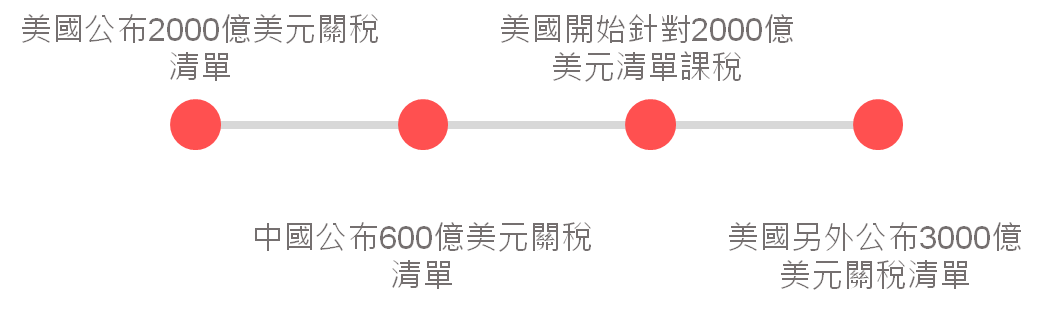 美國公布2000億美元關稅
清單
中國公布600億美元關稅
清單
美國開始針對2000億
美元清單課稅
美國另外公布3000億
美元關稅清單